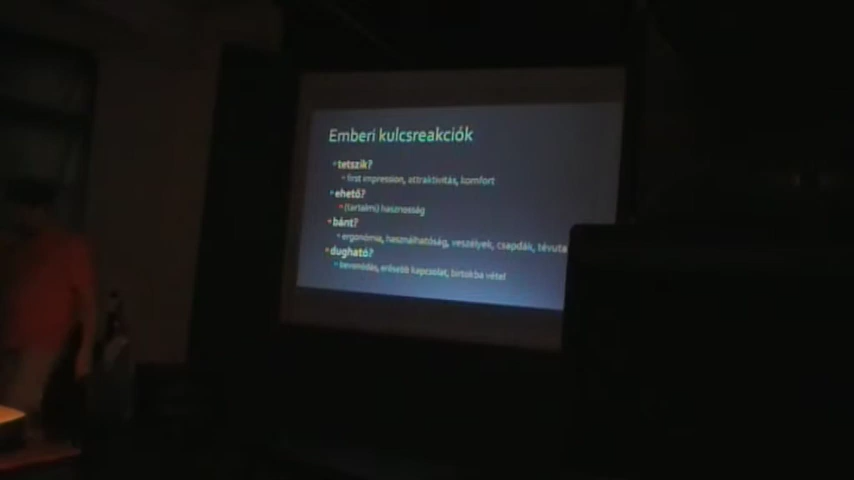 Emberi kulcsreakciók
tetszik?
first impression, attraktivitás, komfort
ehető?
(tartalmi) hasznosság
bánt?
ergonómia, használhatóság, veszélyek, csapdák, tévuta
dugható?
bevonódás, erősebb kapcsolat, birtokba vétel